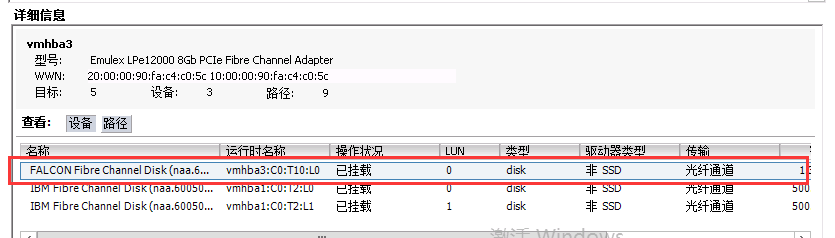 详细信息
vmhba3
型号: Emulex LPe12000 8Gb PCIe Fibre Channel Adapter
WWN: 20:00:00:90:fa:c4:c0:5c 10:00:00:90:fa:c4:c0:5c
目标: 5 设备: 3 路径: 9
查看: 设备 路径
名称 运行时名称 操作状况 LUN 类型 驱动器类型 传输
FALCON Fibre Channel Disk (naa.6... vmhba3:C0:T10:L0 已挂载 0 disk 非 SSD 光纤通道 1
IBM Fibre Channel Disk (naa.60050... vmhba1:C0:T2:L0 已挂载 0 disk 非 SSD 光纤通道 500
IBM Fibre Channel Disk (naa.60050... vmhba1:C0:T2:L1 已挂载 1 disk 非 SSD 光纤通道 500
激活 Windows